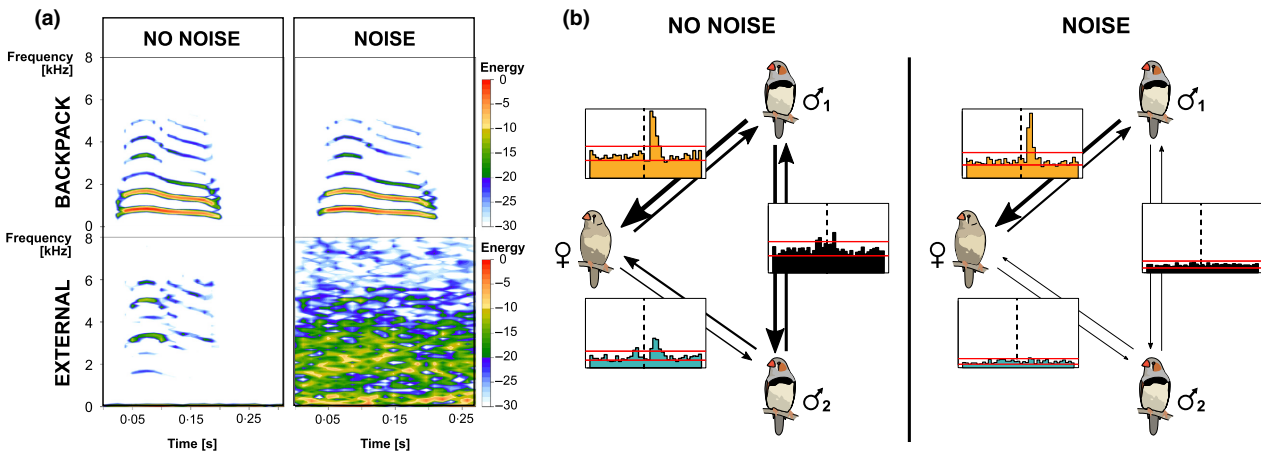 (a)
NO NOISE
NOISE
Frequency
[kHz]
8
6
4
2
0
BACKPACK
Energy
0
−5
−10
−15
−20
−25
−30
Frequency
[kHz]
8
6
4
2
0
EXTERNAL
Energy
0
−5
−10
−15
−20
−25
−30
0·05 0·15 0·25
Time [s]
0·05 0·15 0·25
Time [s]
(b)
NO NOISE
♂1
♀
♂2
NOISE
♂1
♀
♂2